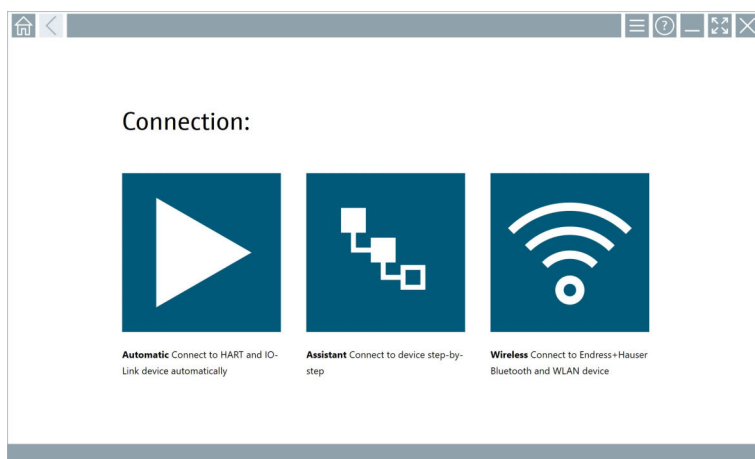 Connection:
Automatic Connect to HART and IO-
Link device automatically
Assistant Connect to device step-by-
step
Wireless Connect to Endress+Hauser
Bluetooth and WLAN device